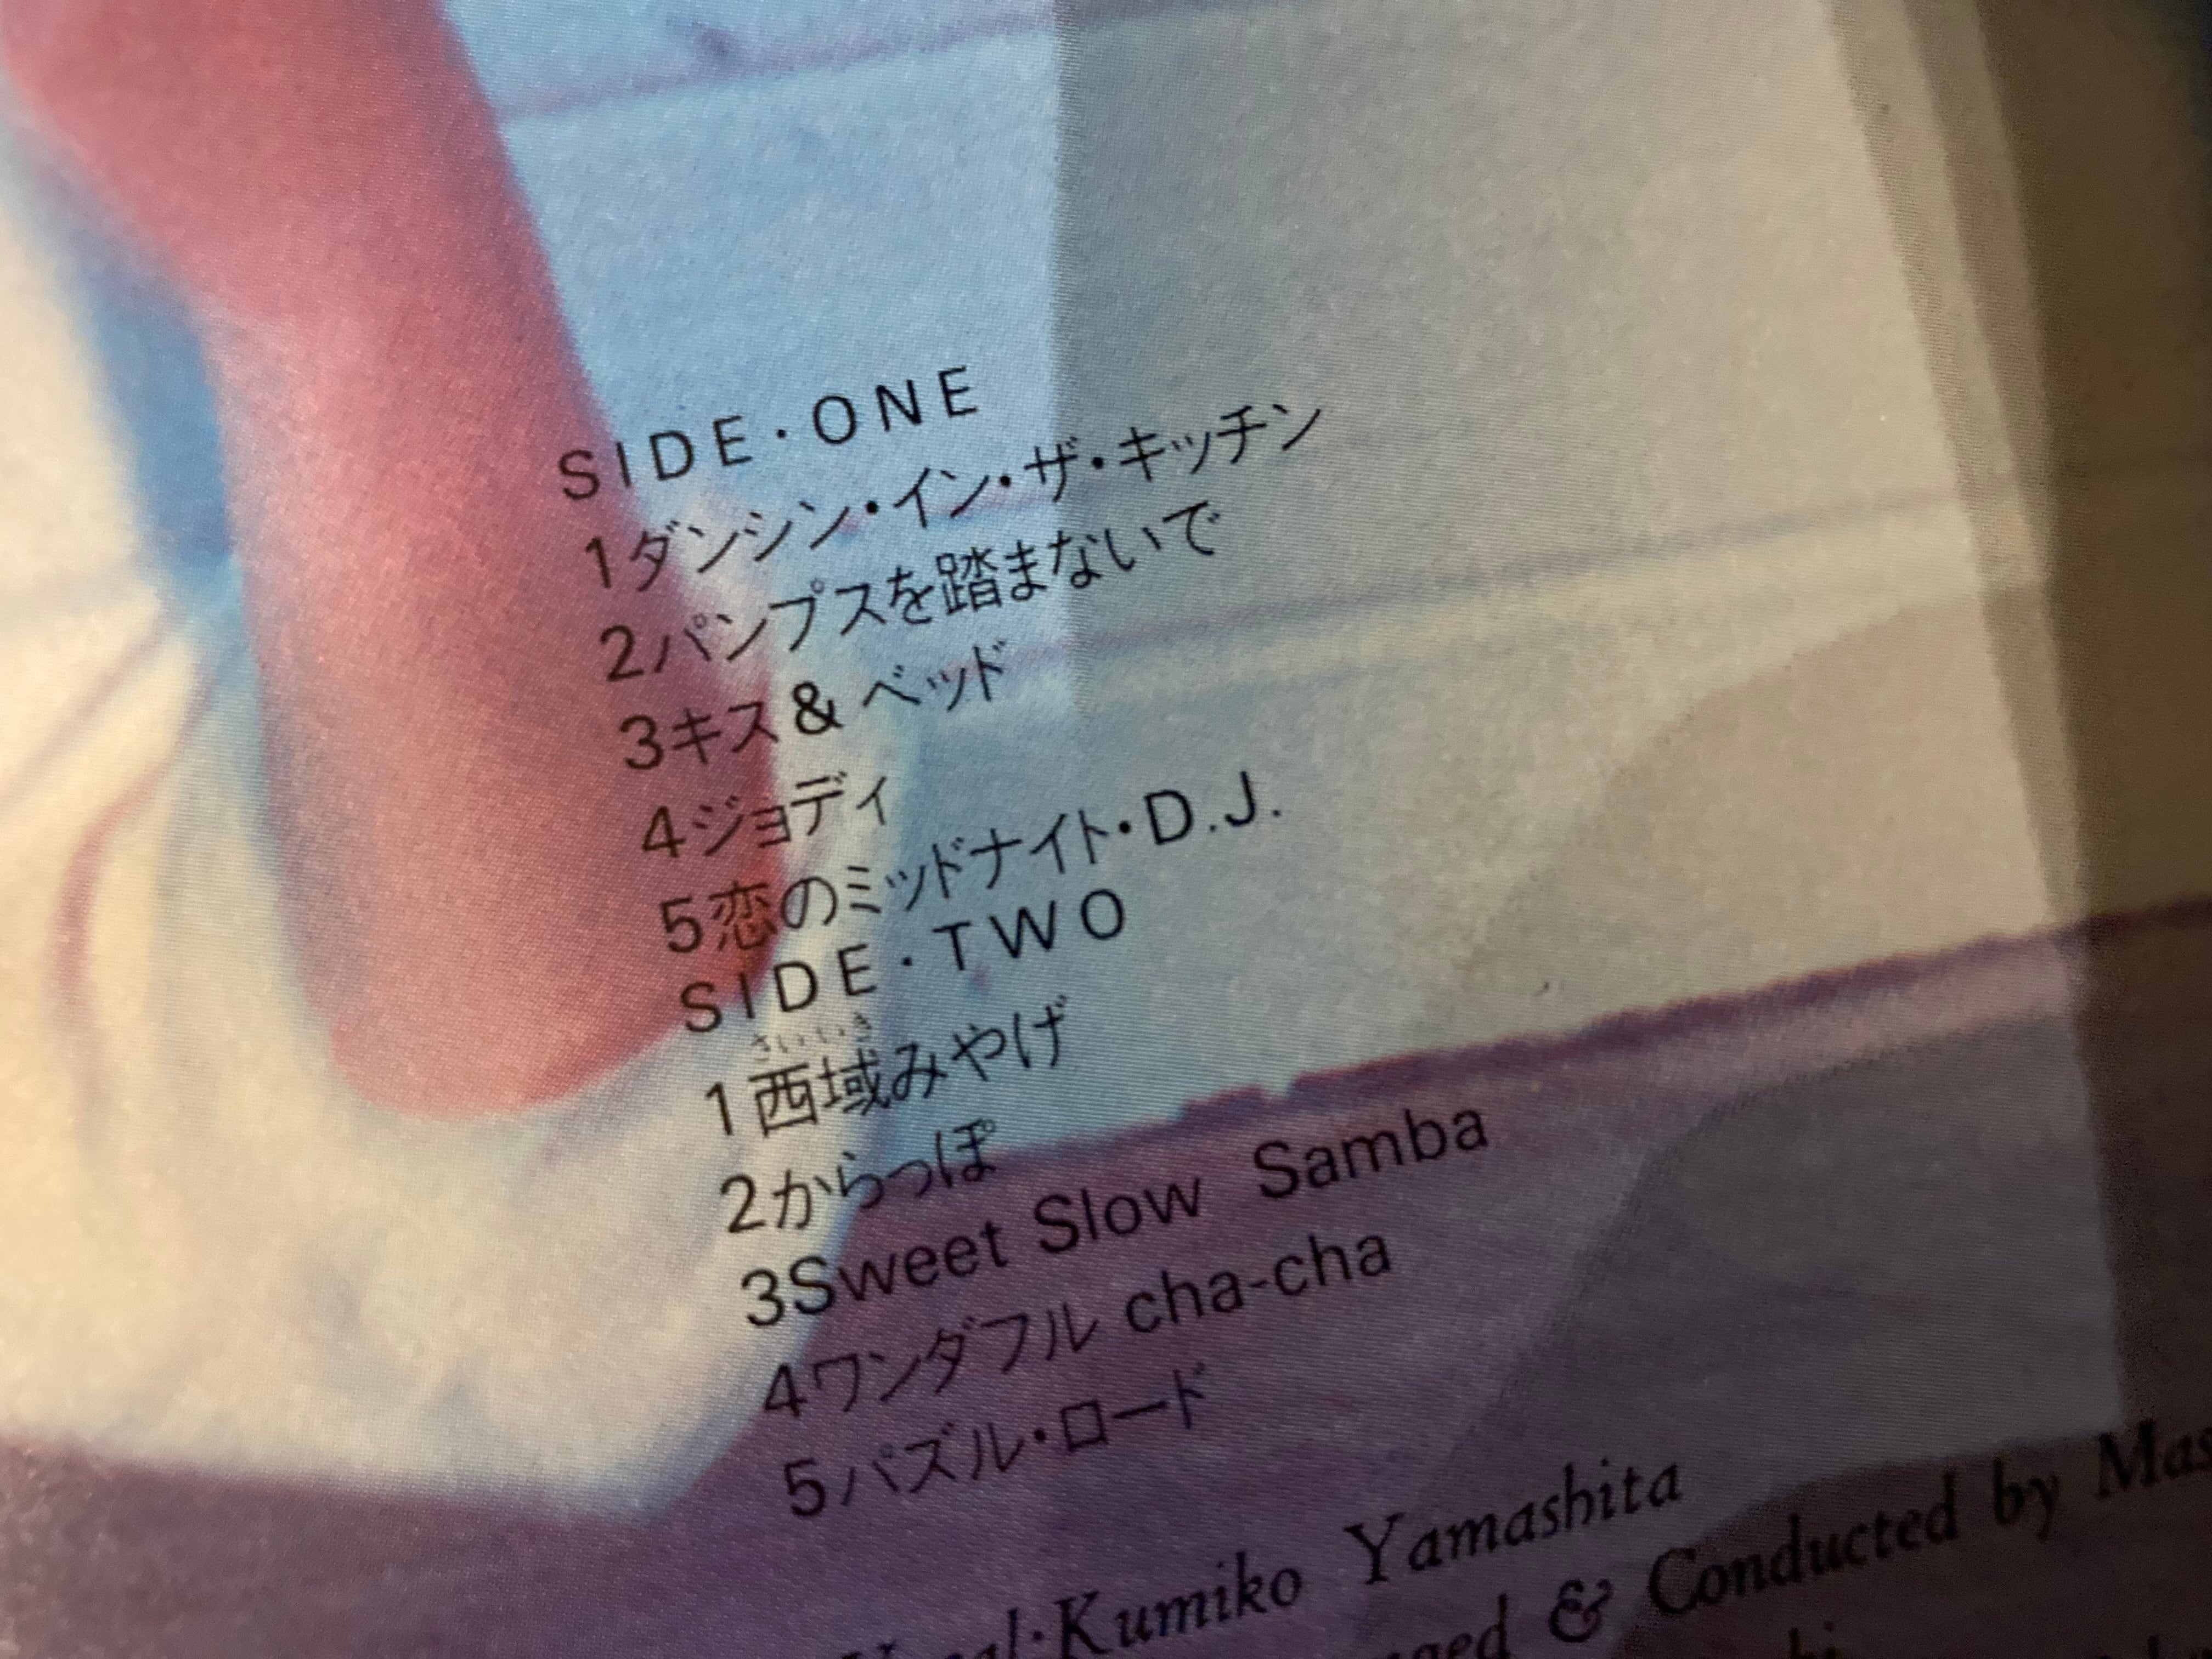 SIDE・ONE
1ダンシン・イン・ザ・キッチン
2パンプスを踏まないで
3キス&ベッド
4ジョディ
5恋のミッドナイト・D.J.
SIDE・TWO
さいいき
1西域みやげ
2からっぽ
3Sweet Slow Samba
4ワンダフル cha-cha
5パズル・ロード
Kumiko Yamashita
& Conducted by